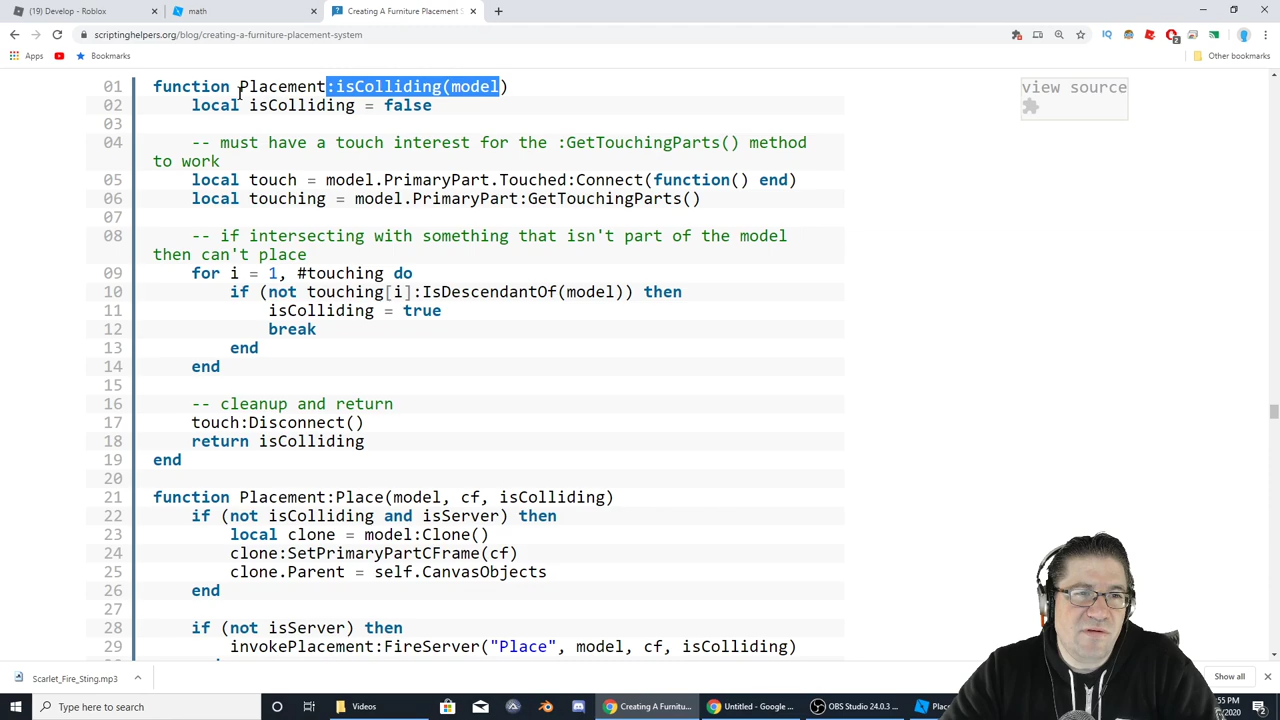 (19) Develop - Roblox
math
Creating A Furniture Placement S
scriptinghelpers.org/blog/creating-a-furniture-placement-system
Apps
Bookmarks
Other bookmarks
view source
01 function Placement:isColliding(model)
02 local isColliding = false
03
04 -- must have a touch interest for the :GetTouchingParts() method
to work
05 local touch = model.PrimaryPart.Touched:Connect(function() end)
06 local touching = model.PrimaryPart:GetTouchingParts()
07
08 -- if intersecting with something that isn't part of the model
then can't place
09 for i = 1, #touching do
10 if (not touching[i]:IsDescendantOf(model)) then
11 isColliding = true
12 break
13 end
14 end
15
16 -- cleanup and return
17 touch:Disconnect()
18 return isColliding
19 end
20
21 function Placement:Place(model, cf, isColliding)
22 if (not isColliding and isServer) then
23 local clone = model:Clone()
24 clone:SetPrimaryPartCFrame(cf)
25 clone.Parent = self.CanvasObjects
26 end
27
28 if (not isServer) then
29 invokePlacement:FireServer("Place", model, cf, isColliding)
Scarlet_Fire_Sting.mp3
Show all
Type here to search
Videos
Creating A Furnitu...
Untitled - Google ...
OBS Studio 24.0.3 ...